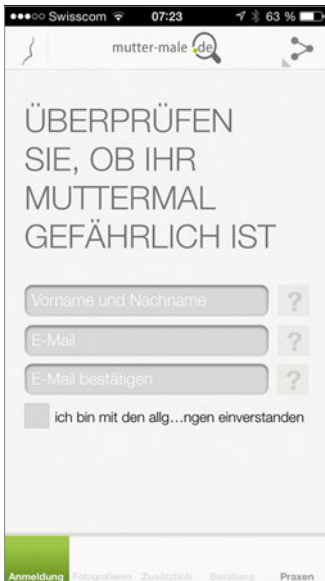 Swisscom 07:23 63 %
mutter-male.de
ÜBERPRÜFEN
SIE, OB IHR
MUTTERMAL
GEFÄHRLICH IST
Vorname und Nachname ?
E-Mail ?
E-Mail bestätigen ?
ich bin mit den allg...ngen einverstanden
Anmeldung Fotografieren Zusätzlich Beratung Praxen